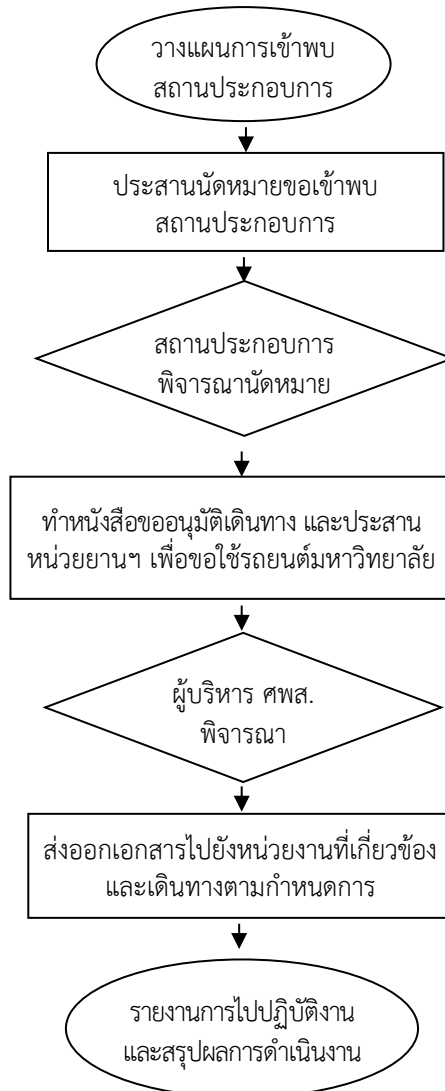 วางแผนการเข้าพบ
สถานประกอบการ
ประสานนัดหมายขอเข้าพบ
สถานประกอบการ
สถานประกอบการ
พิจารณานัดหมาย
ทำหนังสือขออนุมัติเดินทาง และประสาน
หน่วยยานฯ เพื่อขอใช้รถยนต์มหาวิทยาลัย
ผู้บริหาร ศพส.
พิจารณา
ส่งออกเอกสารไปยังหน่วยงานที่เกี่ยวข้อง
และเดินทางตามกำหนดการ
รายงานการไปปฏิบัติงาน
และสรุปผลการดำเนินงาน